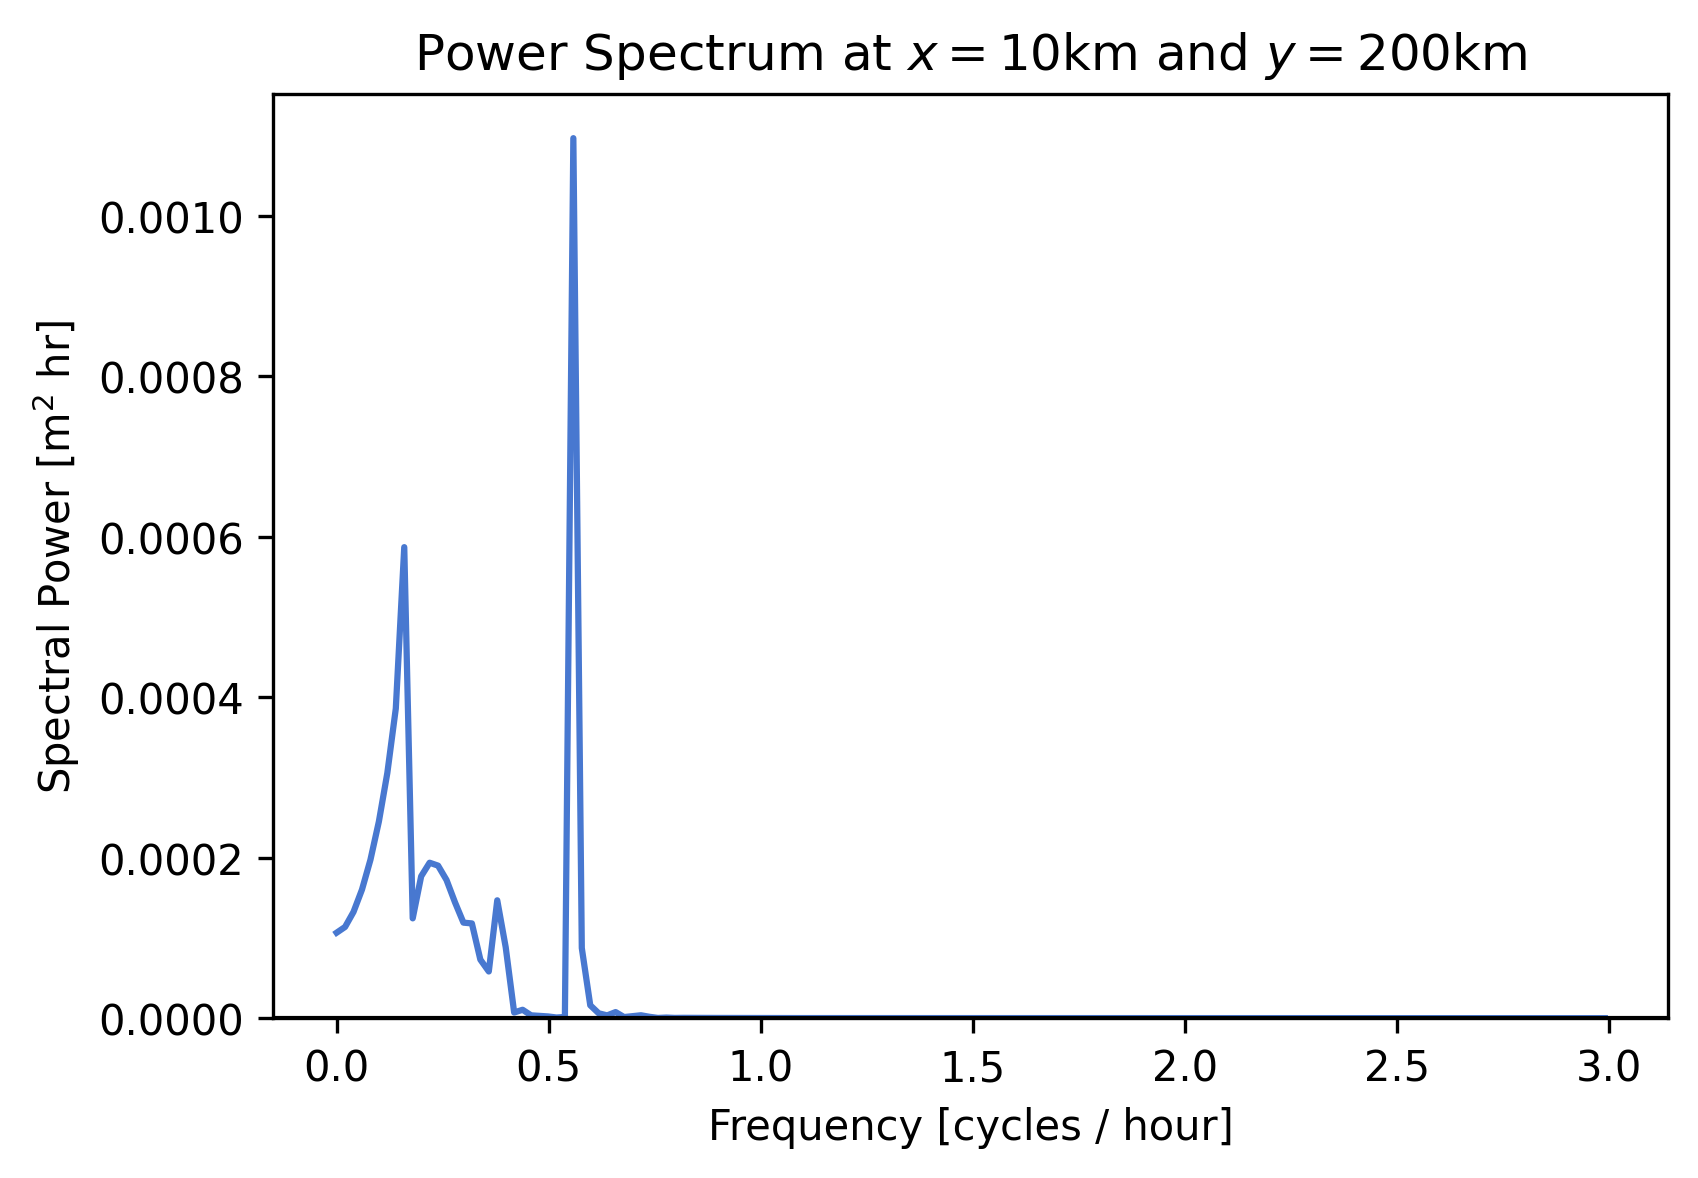 Power Spectrum at x = 10km and y = 200km
Spectral Power [m² hr]
0.0010
0.0008
0.0006
0.0004
0.0002
0.0000
0.0 0.5 1.0 1.5 2.0 2.5 3.0
Frequency [cycles / hour]